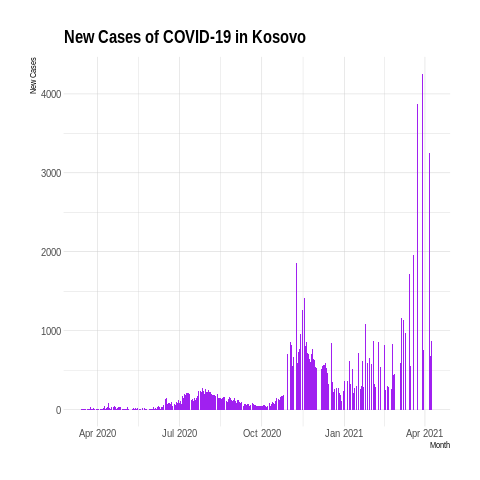 New Cases of COVID-19 in Kosovo
New Cases
4000
3000
2000
1000
0
Apr 2020 Jul 2020 Oct 2020 Jan 2021 Apr 2021
Month